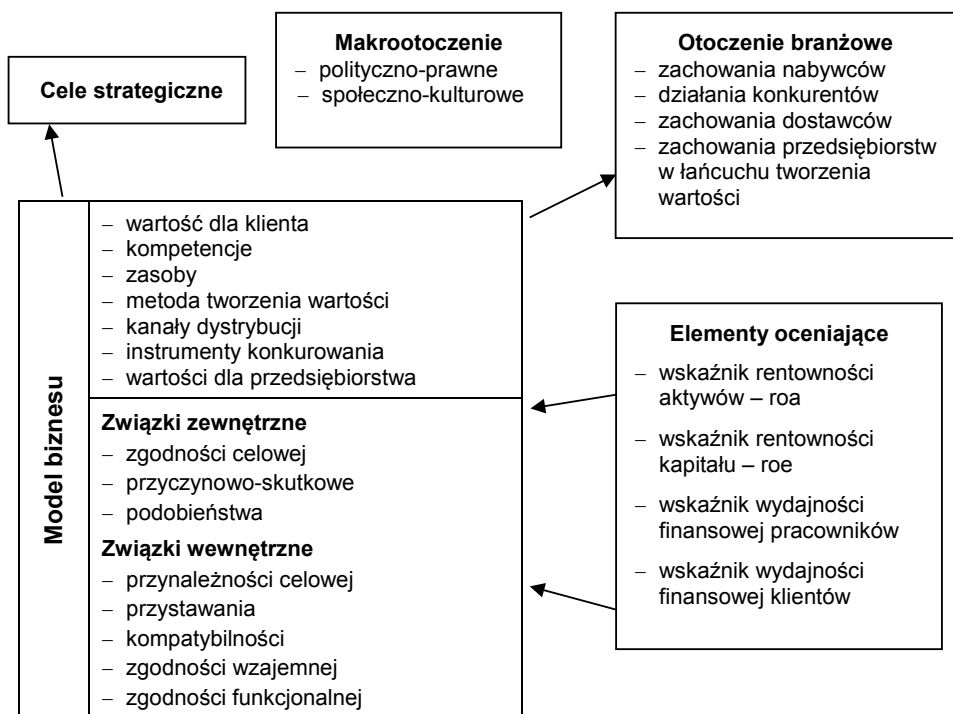 Cele strategiczne
Makrootoczenie
– polityczno-prawne
– społeczno-kulturowe
Otoczenie branżowe
– zachowania nabywców
– działania konkurentów
– zachowania dostawców
– zachowania przedsiębiorstw
w łańcuchu tworzenia
wartości
Model biznesu
– wartość dla klienta
– kompetencje
– zasoby
– metoda tworzenia wartości
– kanały dystrybucji
– instrumenty konkurowania
– wartości dla przedsiębiorstwa
Związki zewnętrzne
– zgodności celowej
– przyczynowo-skutkowe
– podobieństwa
Związki wewnętrzne
– przynależności celowej
– przystawania
– kompatybilności
– zgodności wzajemnej
– zgodności funkcjonalnej
Elementy oceniające
– wskaźnik rentowności
aktywów – roa
– wskaźnik rentowności
kapitału – roe
– wskaźnik wydajności
finansowej pracowników
– wskaźnik wydajności
finansowej klientów